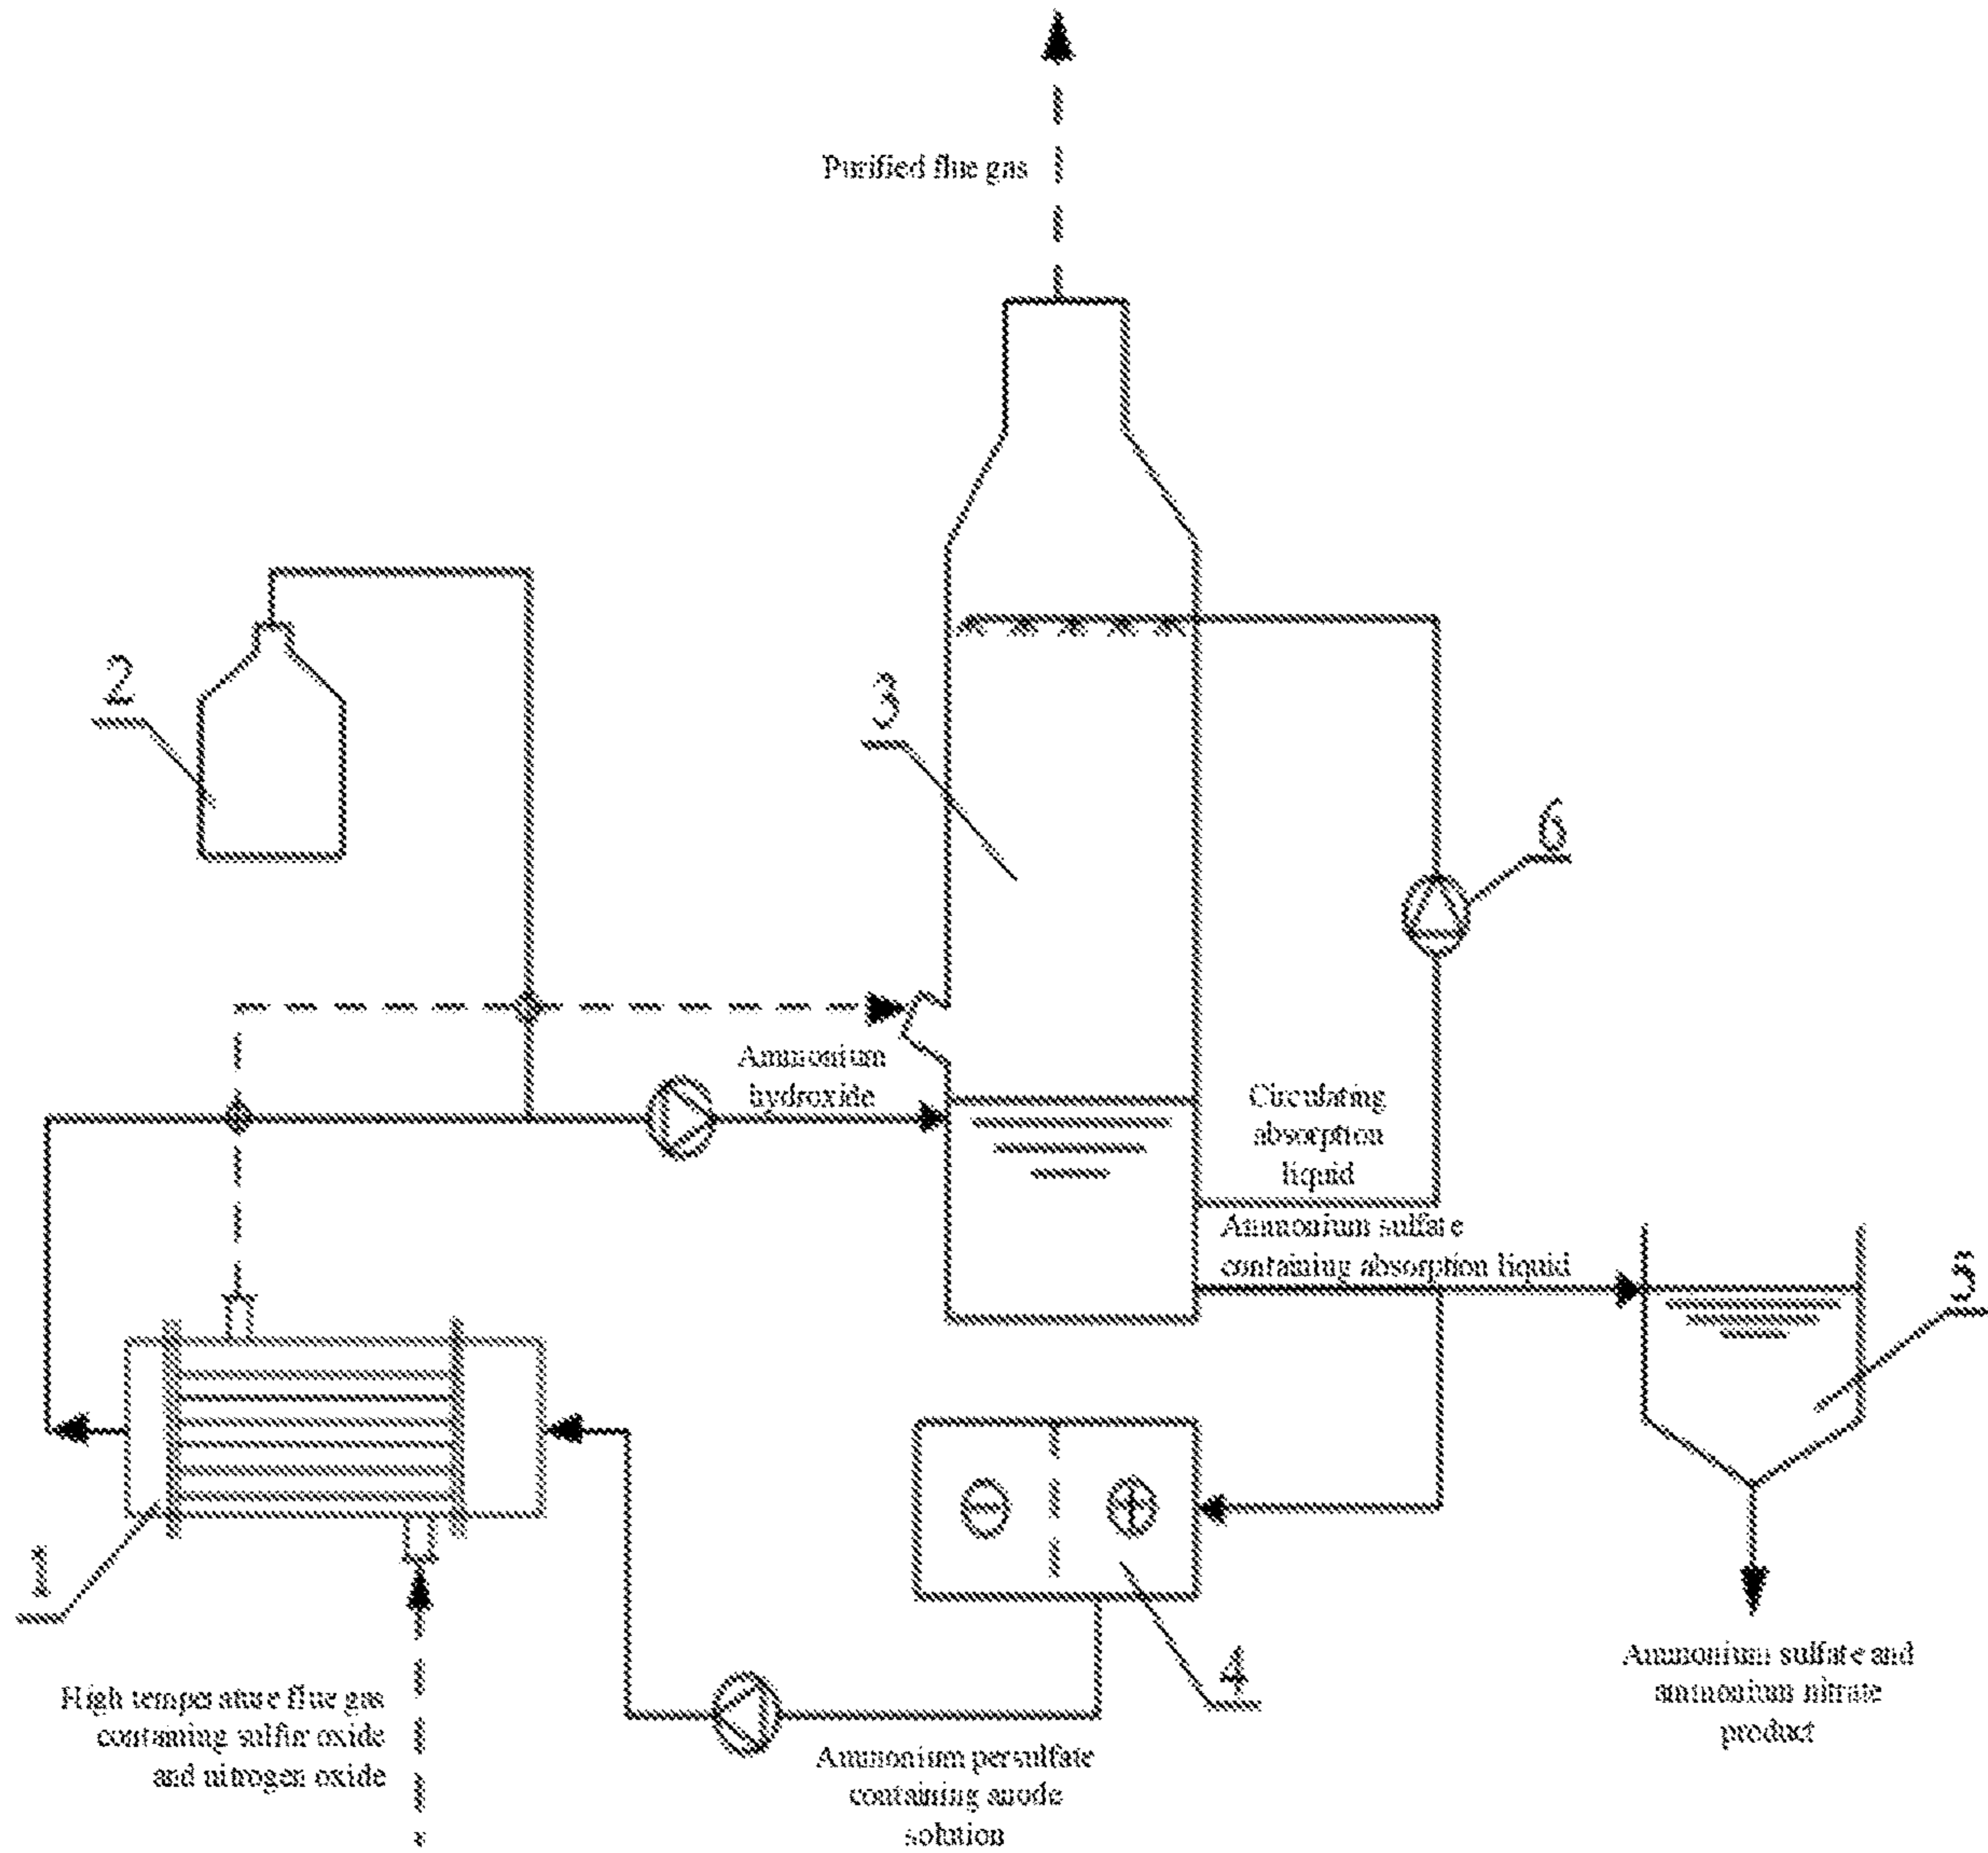 Purified flue gas
2
3
6
Ammonium
hydroxide
Circulating
absorption
liquid
Ammonium sulfate
containing absorption liquid
5
1
4
High temperature flue gas
containing sulfur oxide
and nitrogen oxide
Ammonium persulfate
containing anode
solution
Ammonium sulfate and
ammonium nitrate
product